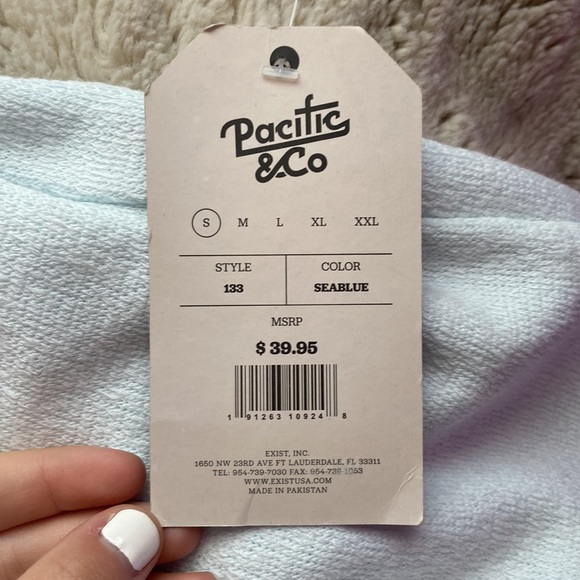 Pacific
&Co
S M L XL XXL
STYLE COLOR
133 SEABLUE
MSRP
$ 39.95
1 91263 10924 8
EXIST, INC.
1650 NW 23RD AVE FT LAUDERDALE, FL 33311
TEL: 954-739-7030 FAX: 954-739-1053
WWW.EXISTUSA.COM
MADE IN PAKISTAN